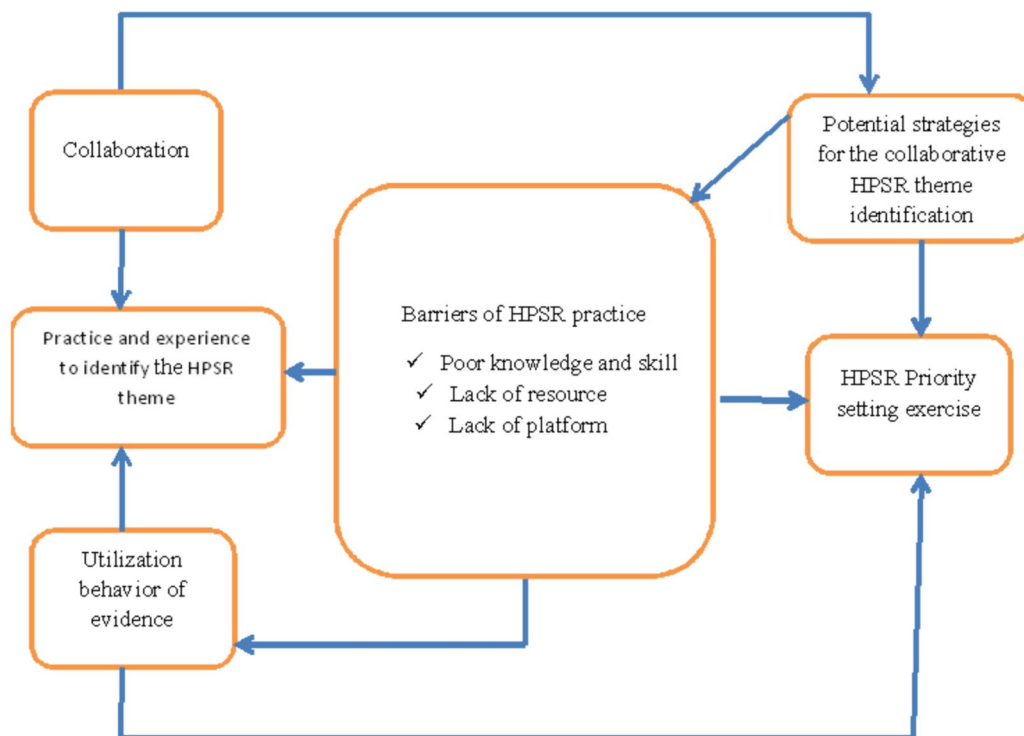 Collaboration
Potential strategies
for the collaborative
HPSR theme
identification
Barriers of HPSR practice
✓ Poor knowledge and skill
✓ Lack of resource
✓ Lack of platform
Practice and experience
to identify the HPSR
theme
HPSR Priority
setting exercise
Utilization
behavior of
evidence